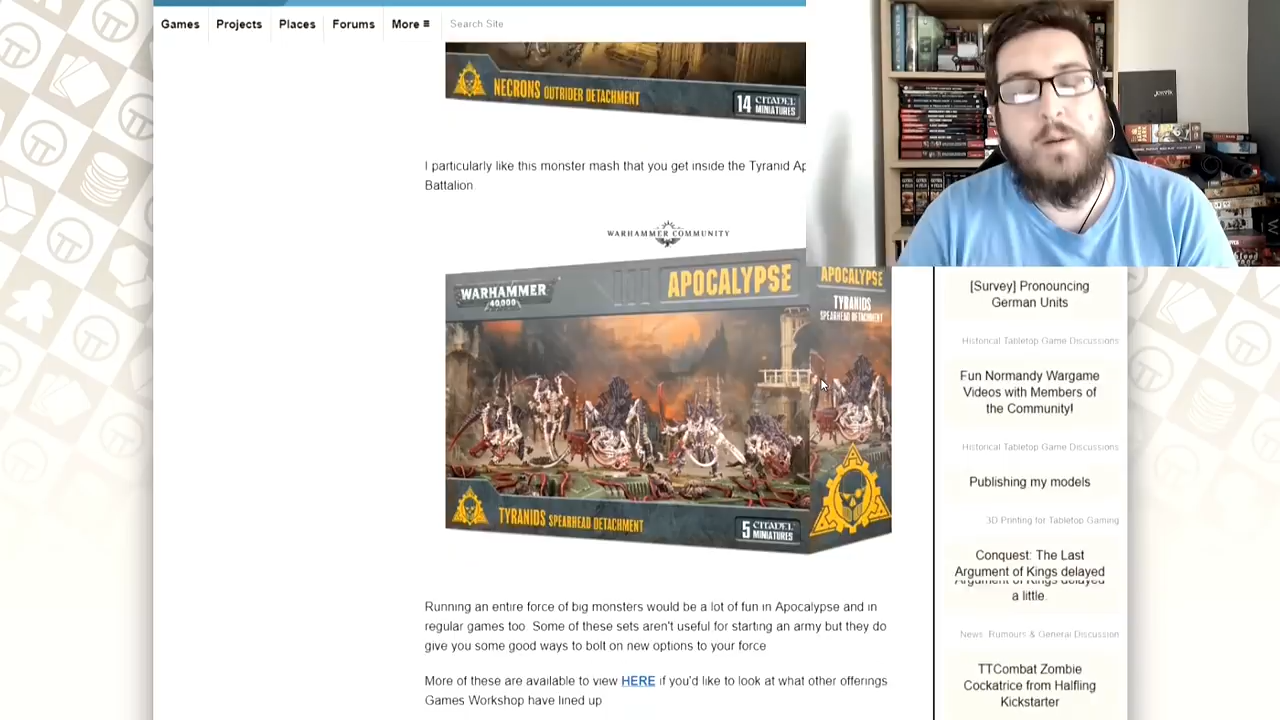 Games Projects Places Forums More ≡ Search Site
NECRONS OUTRIDER DETACHMENT
14 CITADEL MINIATURES
I particularly like this monster mash that you get inside the Tyranid Ap
Battalion
WARHAMMER COMMUNITY
WARHAMMER
40,000
APOCALYPSE
APOCALYPSE
TYRANIDS
SPEARHEAD DETACHMENT
TYRANIDS SPEARHEAD DETACHMENT
5 CITADEL MINIATURES
Running an entire force of big monsters would be a lot of fun in Apocalypse and in
regular games too Some of these sets aren't useful for starting an army but they do
give you some good ways to bolt on new options to your force
More of these are available to view HERE if you'd like to look at what other offerings
Games Workshop have lined up
[Survey] Pronouncing
German Units
Historical Tabletop Game Discussions
Fun Normandy Wargame
Videos with Members of
the Community!
Historical Tabletop Game Discussions
Publishing my models
3D Printing for Tabletop Gaming
Conquest: The Last
Argument of Kings delayed
Argument of Kings delayed
a little.
News Rumours & General Discussion
TTCombat Zombie
Cockatrice from Halfling
Kickstarter